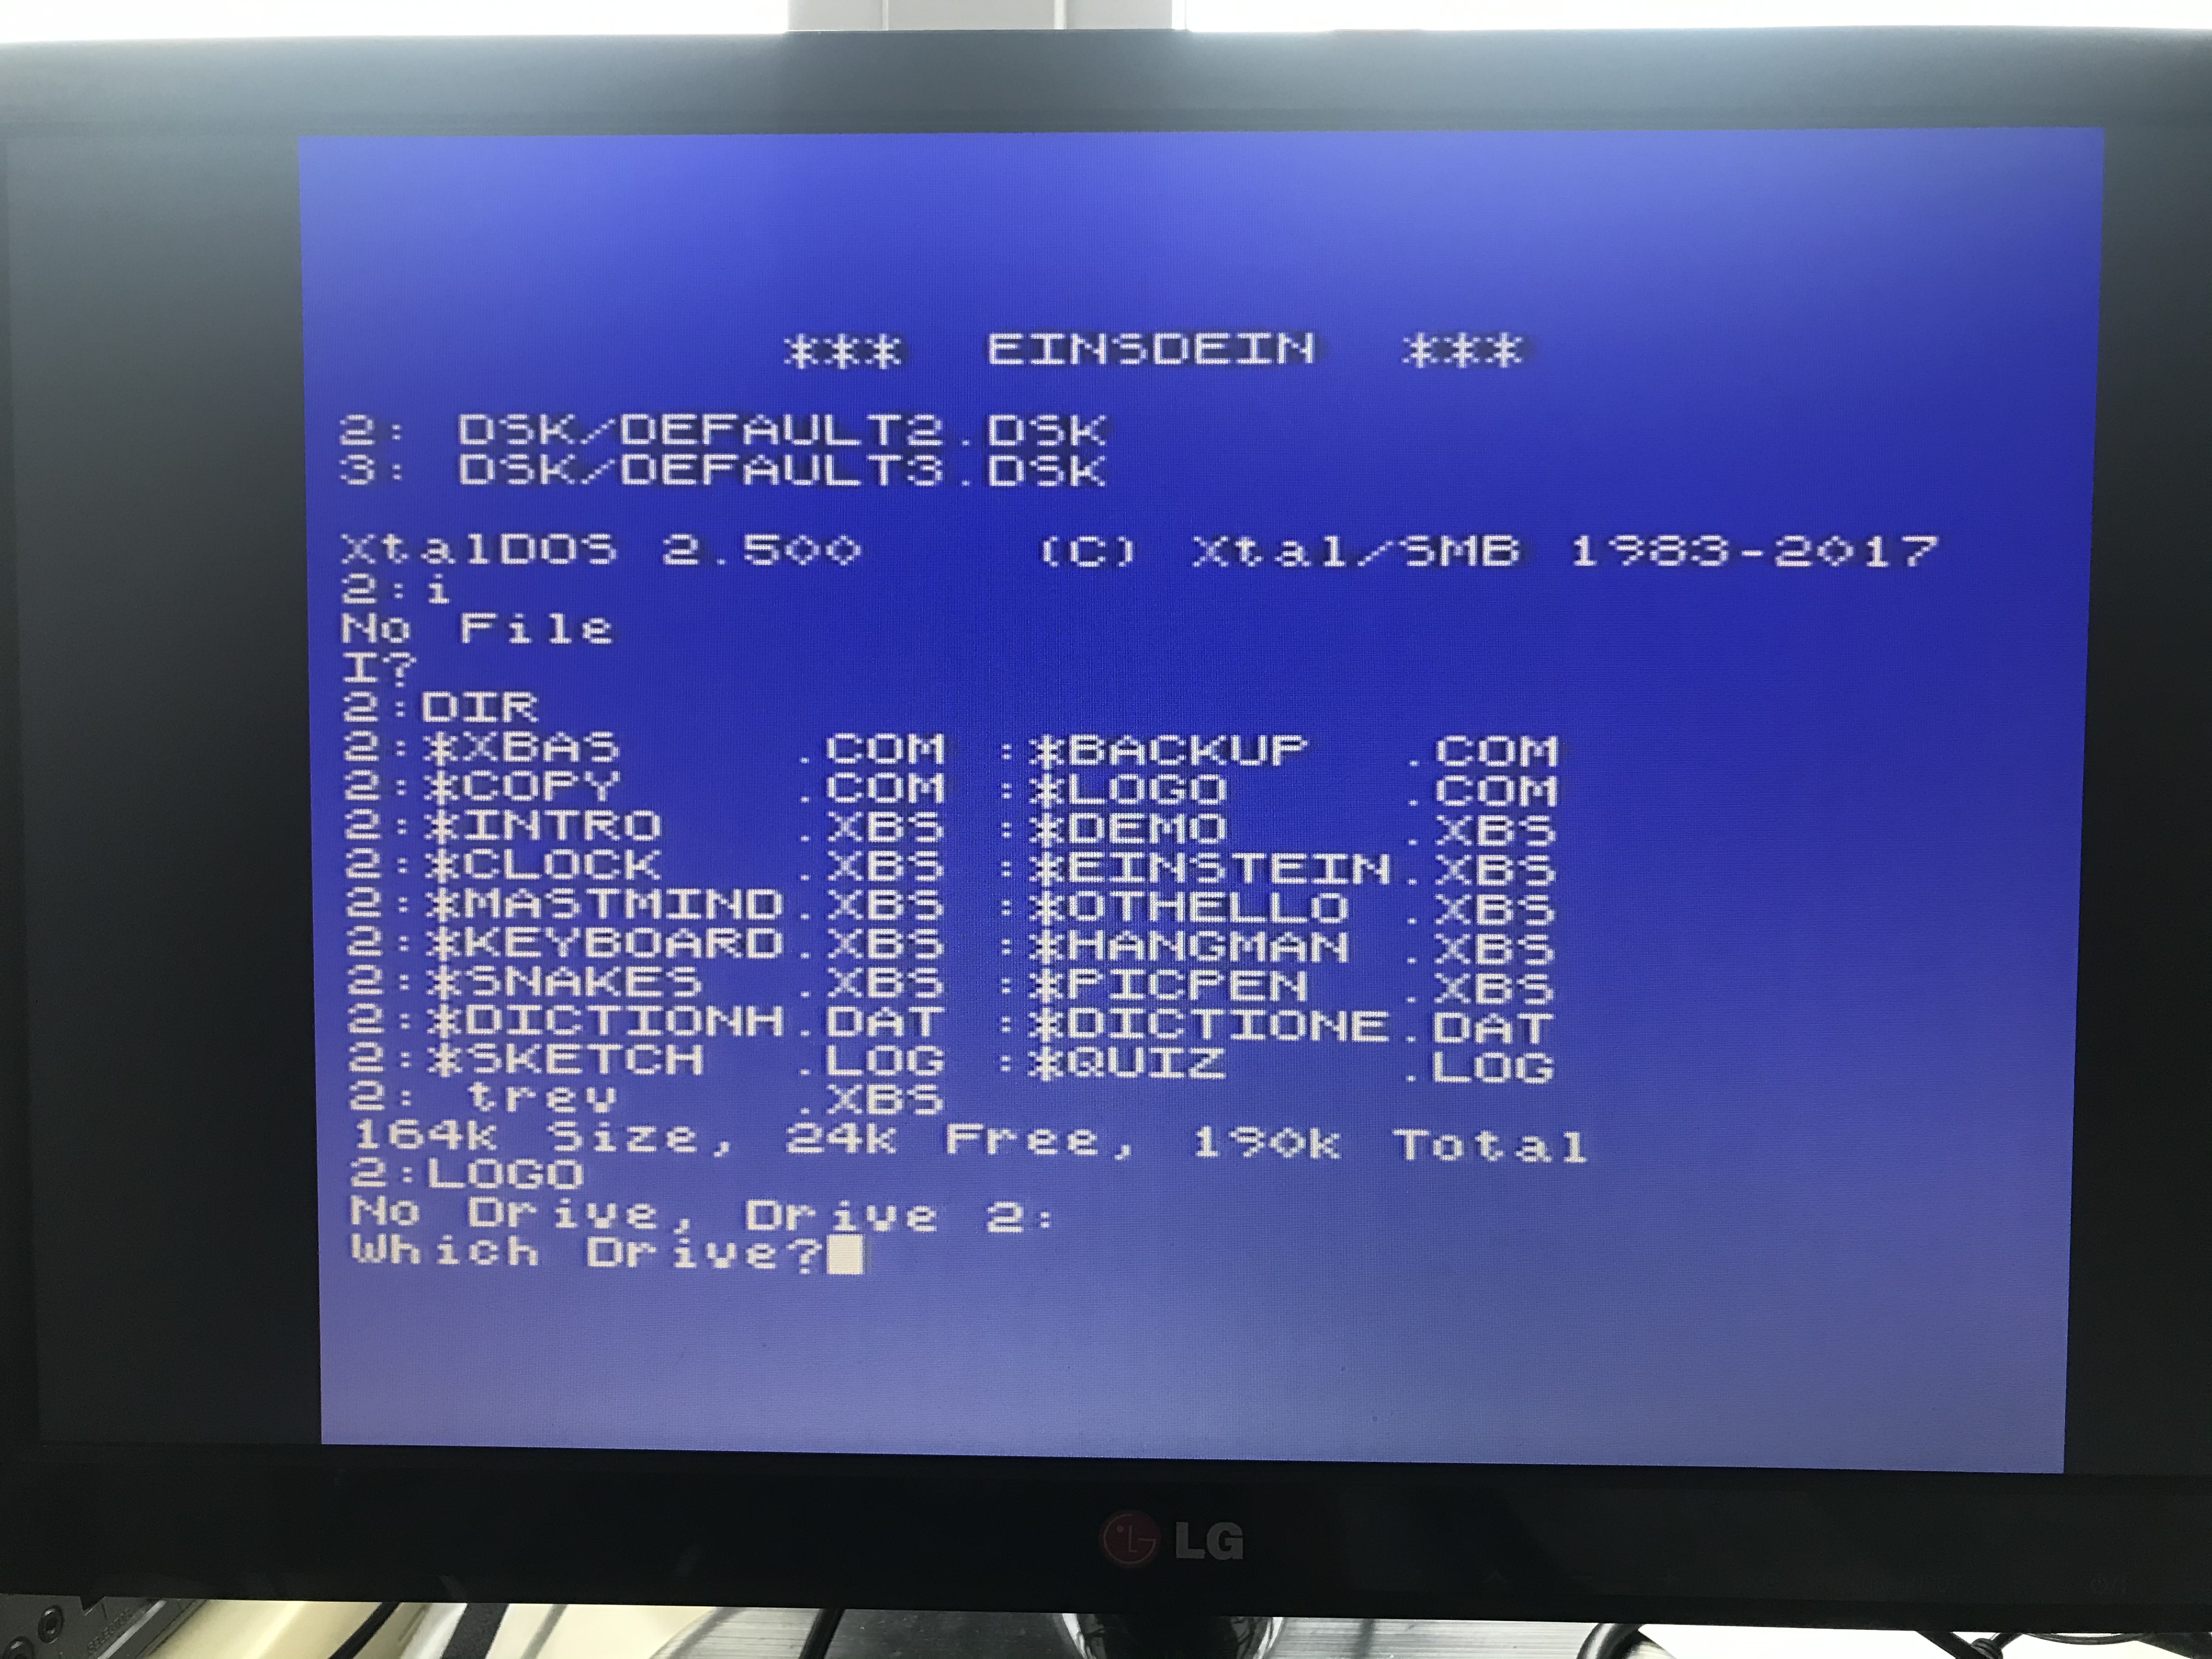 *** EINSDEIN ***
2: DSK/DEFAULT2.DSK
3: DSK/DEFAULT3.DSK
XtalDOS 2.500 (C) Xtal/SMB 1983-2017
2:i
No File
I?
2:DIR
2:*XBAS .COM :*BACKUP .COM
2:*COPY .COM :*LOGO .COM
2:*INTRO .XBS :*DEMO .XBS
2:*CLOCK .XBS :*EINSTEIN.XBS
2:*MASTMIND.XBS :*OTHELLO .XBS
2:*KEYBOARD.XBS :*HANGMAN .XBS
2:*SNAKES .XBS :*PICPEN .XBS
2:*DICTIONH.DAT :*DICTIONE.DAT
2:*SKETCH .LOG :*QUIZ .LOG
2: trev .XBS
164k Size, 24k Free, 190k Total
2:LOGO
No Drive, Drive 2:
Which Drive?
LG